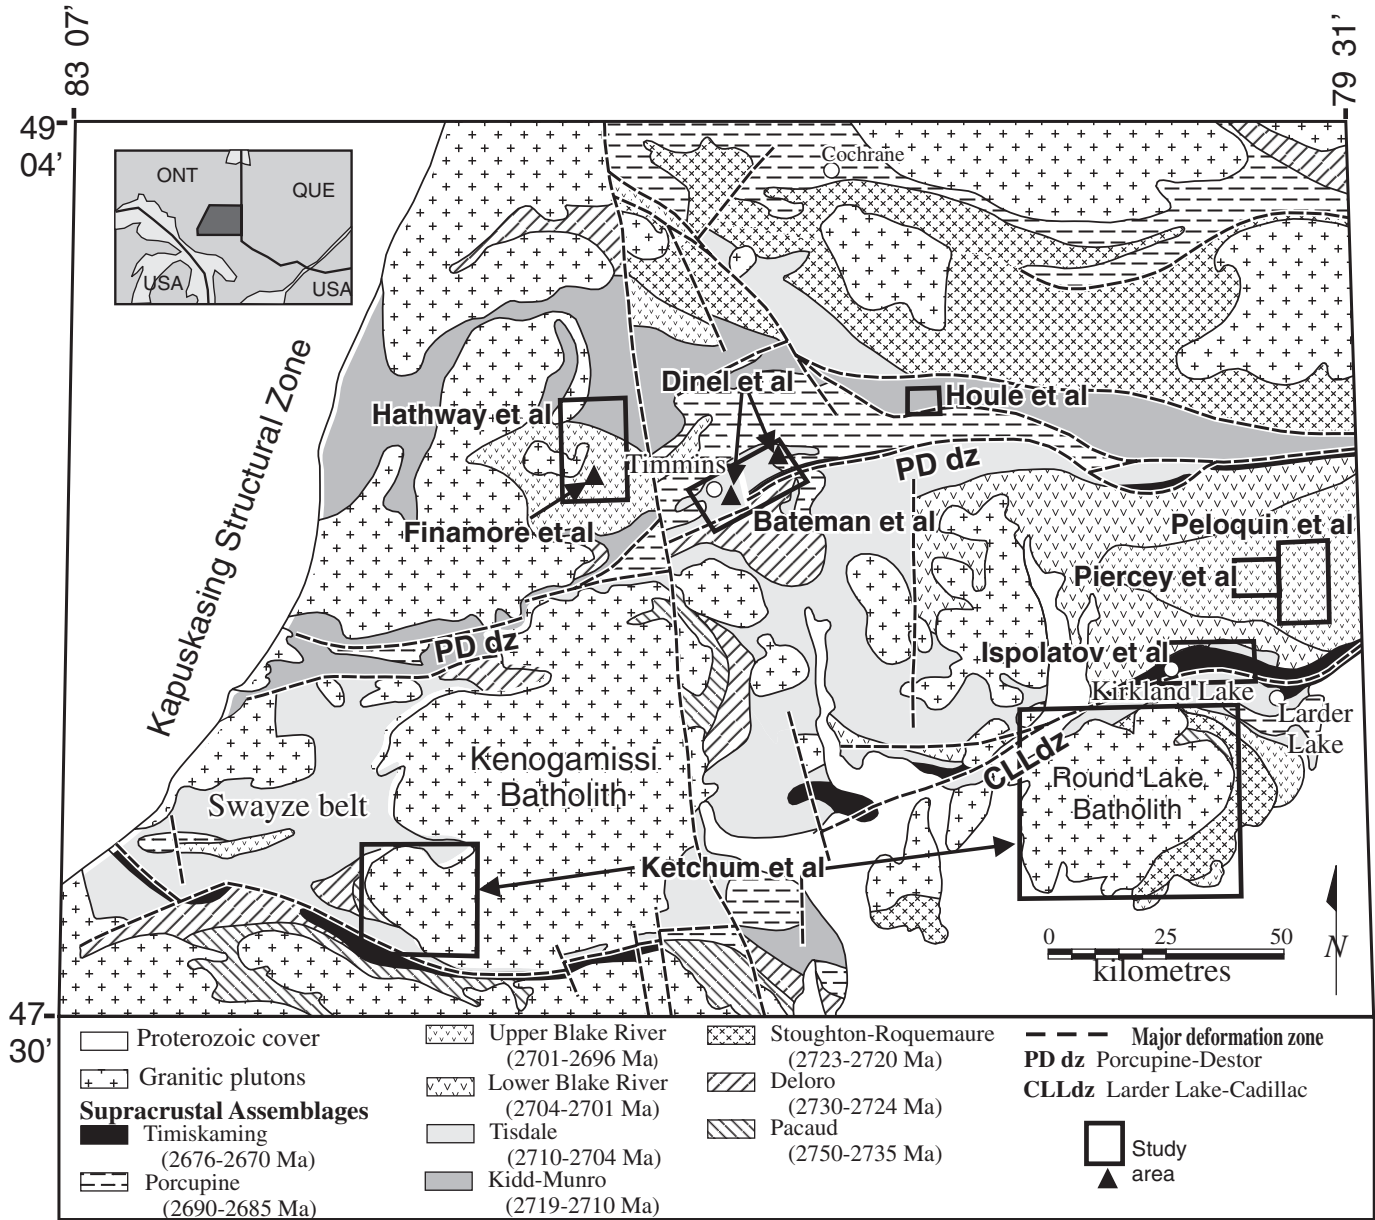 83 07'
79 31'
49
04'
ONT
QUE
USA
USA
Cochrane
Kapuskasing Structural Zone
Dinel et al
Houle et al
Hathway et al
Timmins
PD dz
Finamore et al
Bateman et al
Peloquin et al
Piercey et al
PD dz
Ispolatov et al
Kirkland Lake
Larder
Lake
CLLdz
Kenogamissi
Batholith
Round Lake
Batholith
Swayze belt
Ketchum et al
0 25 50
kilometres
N
47
30'
Proterozoic cover
Granitic plutons
Supracrustal Assemblages
Timiskaming
(2676-2670 Ma)
Porcupine
(2690-2685 Ma)
Upper Blake River
(2701-2696 Ma)
Lower Blake River
(2704-2701 Ma)
Tisdale
(2710-2704 Ma)
Kidd-Munro
(2719-2710 Ma)
Stoughton-Roquemaure
(2723-2720 Ma)
Deloro
(2730-2724 Ma)
Pacaud
(2750-2735 Ma)
Major deformation zone
PD dz Porcupine-Destor
CLLdz Larder Lake-Cadillac
Study
area